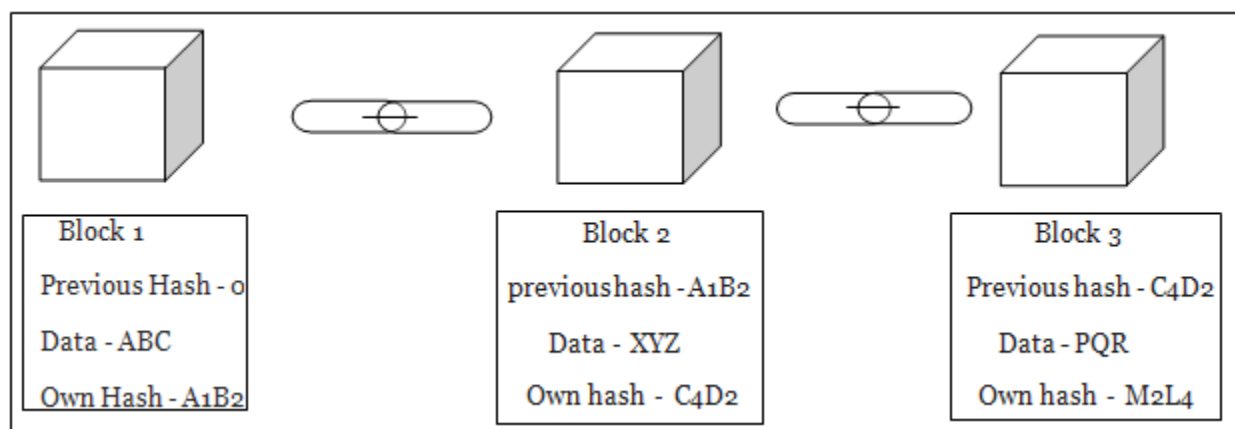 Block 1
Previous Hash - 0
Data - ABC
Own Hash - A1B2
Block 2
previous hash - A1B2
Data - XYZ
Own hash - C4D2
Block 3
Previous hash - C4D2
Data - PQR
Own hash - M2L4